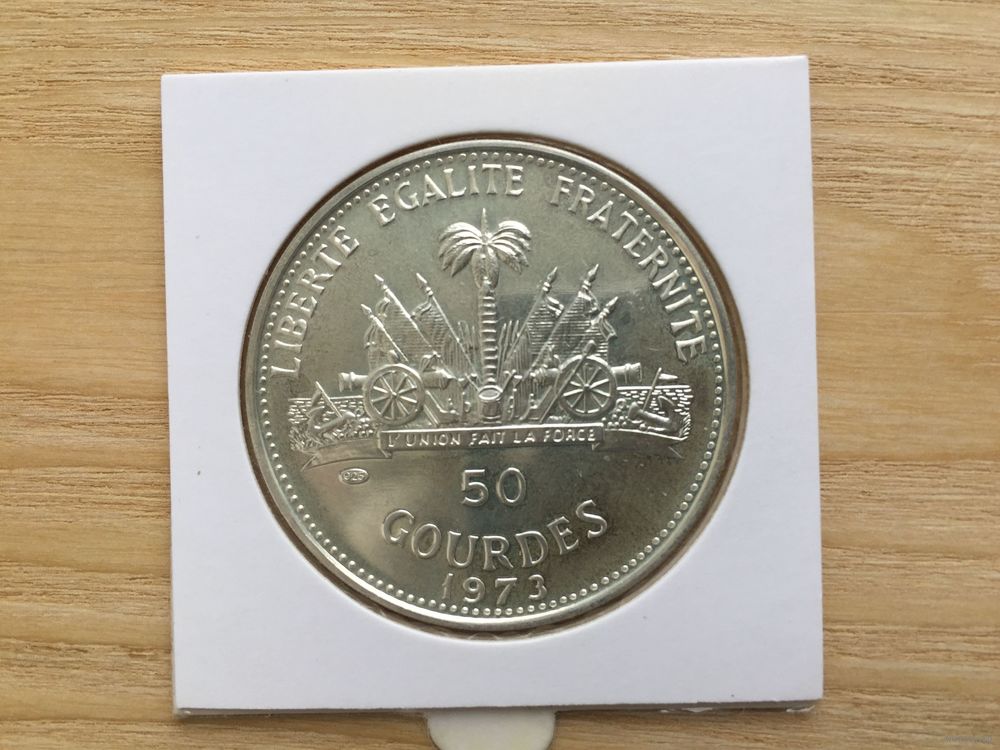 LIBERTE EGALITE FRATERNITE
L'UNION FAIT LA FORCE
925
50
GOURDES
1973